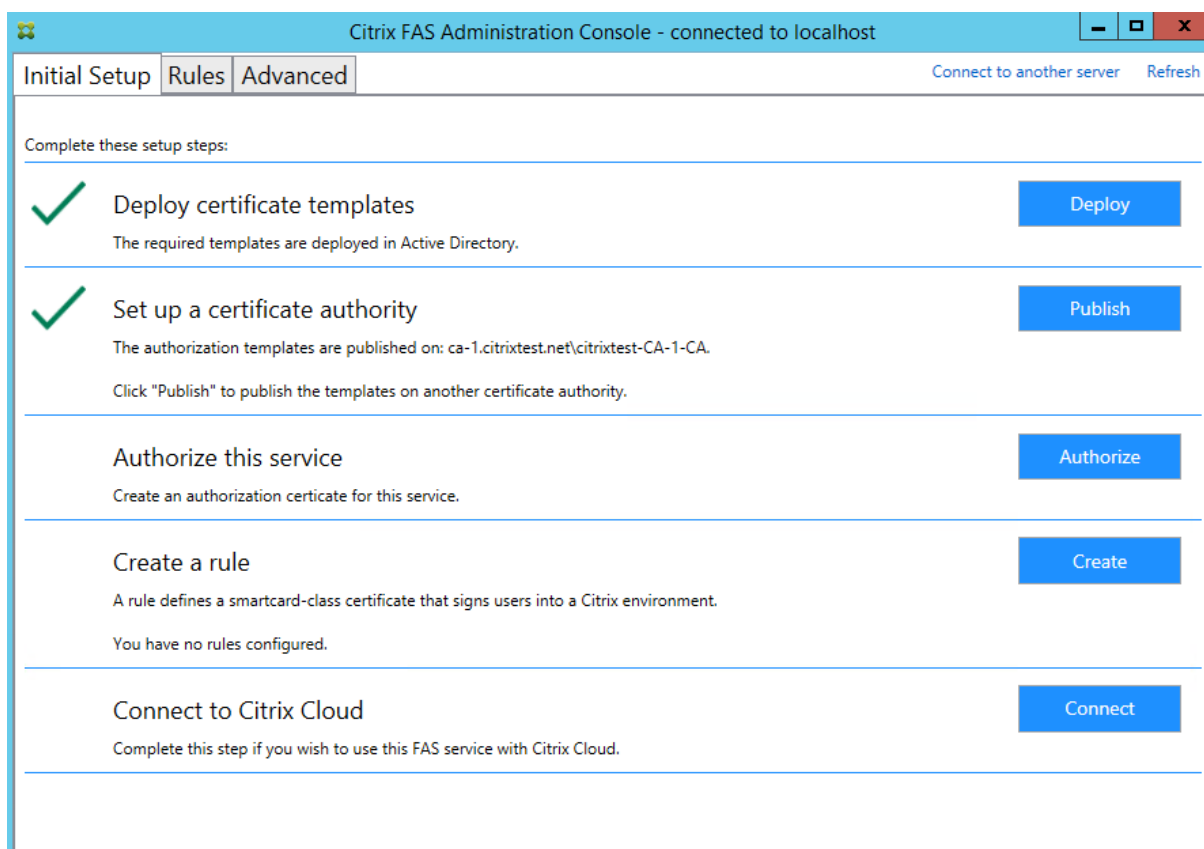 Citrix FAS Administration Console - connected to localhost
Initial Setup Rules Advanced Connect to another server Refresh
Complete these setup steps:
Deploy certificate templates Deploy
The required templates are deployed in Active Directory.
Set up a certificate authority Publish
The authorization templates are published on: ca-1.citrixtest.net\citrixtest-CA-1-CA.
Click "Publish" to publish the templates on another certificate authority.
Authorize this service Authorize
Create an authorization certicate for this service.
Create a rule Create
A rule defines a smartcard-class certificate that signs users into a Citrix environment.
You have no rules configured.
Connect to Citrix Cloud Connect
Complete this step if you wish to use this FAS service with Citrix Cloud.